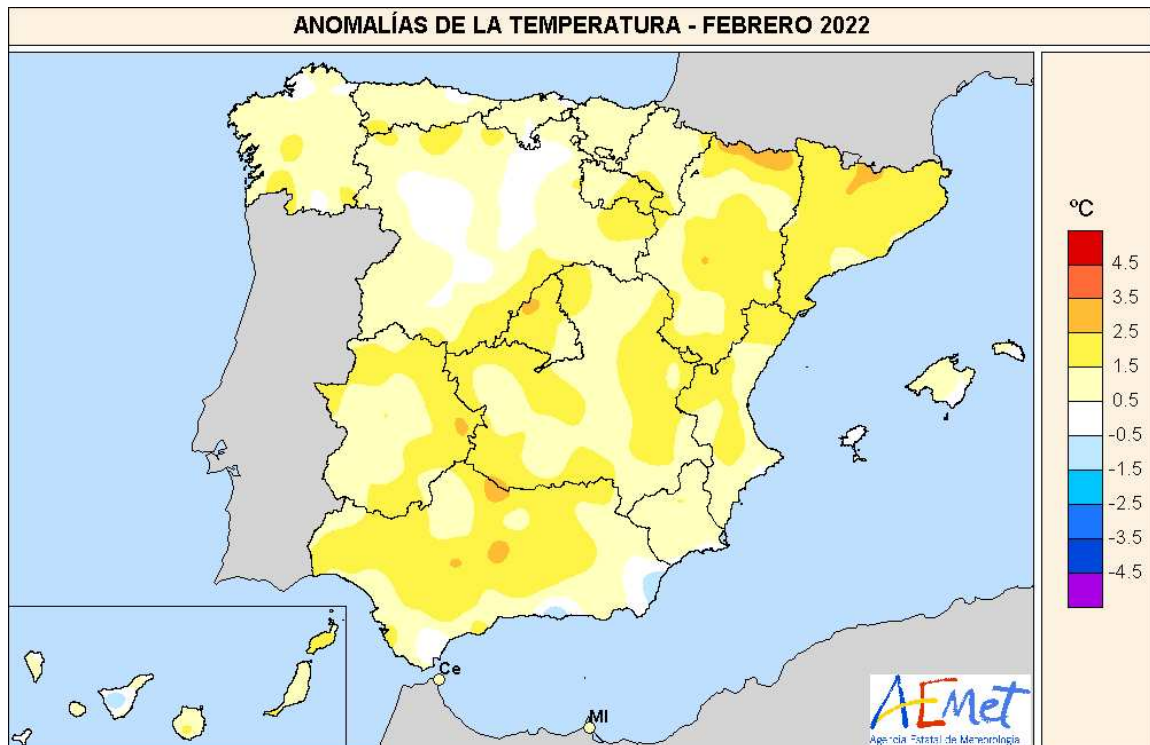 ANOMALÍAS DE LA TEMPERATURA - FEBRERO 2022
ºC
4.5
3.5
2.5
1.5
0.5
-0.5
-1.5
-2.5
-3.5
-4.5
Ce
Ml
AEMet
Agencia Estatal de Meteorología